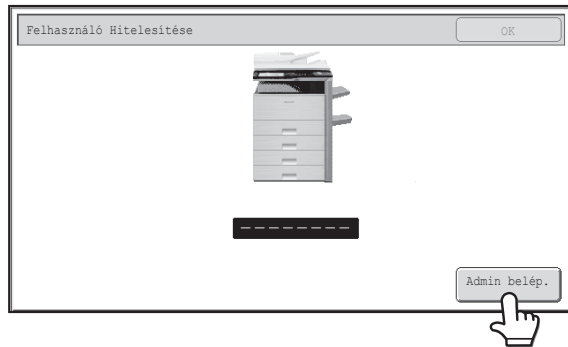 Felhasználó Hitelesítése
OK
--------
Admin belép.